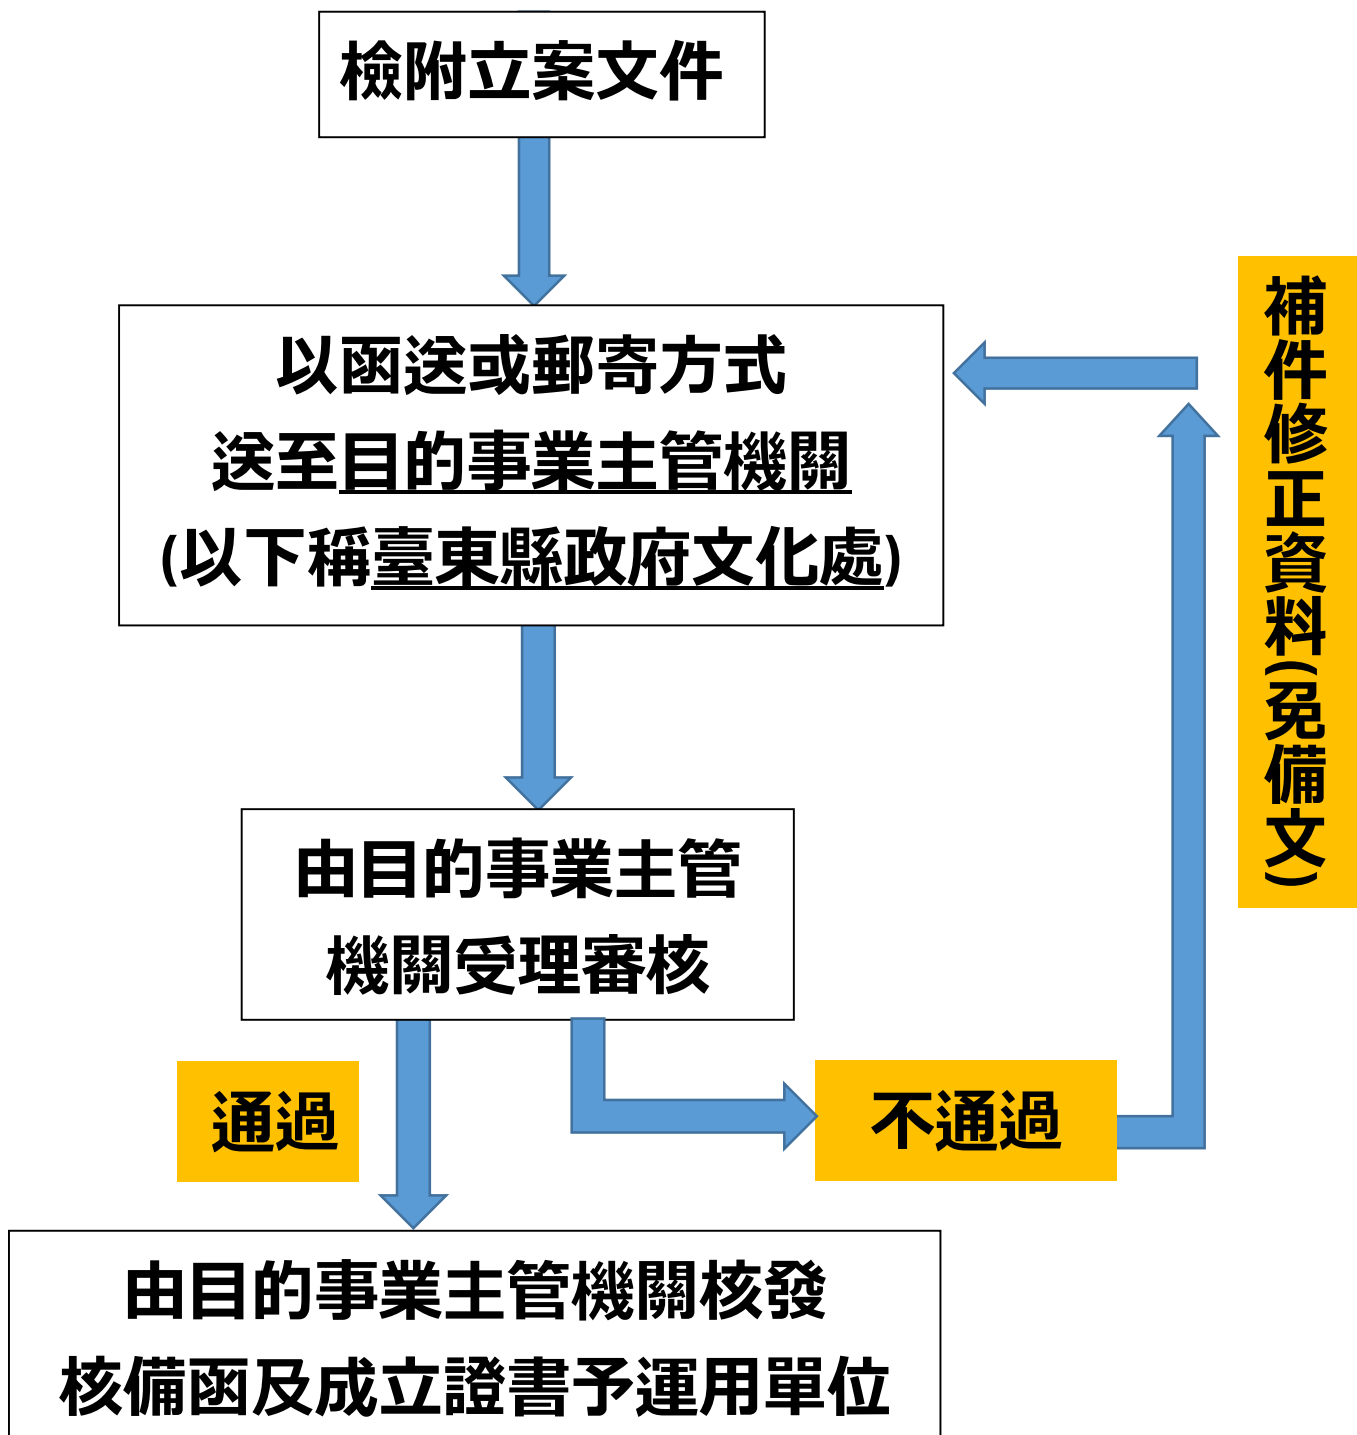 檢附立案文件
以函送或郵寄方式
送至目的事業主管機關
(以下稱臺東縣政府文化處)
補件修正資料(免備文)
由目的事業主管
機關受理審核
通過
不通過
由目的事業主管機關核發
核備函及成立證書予運用單位